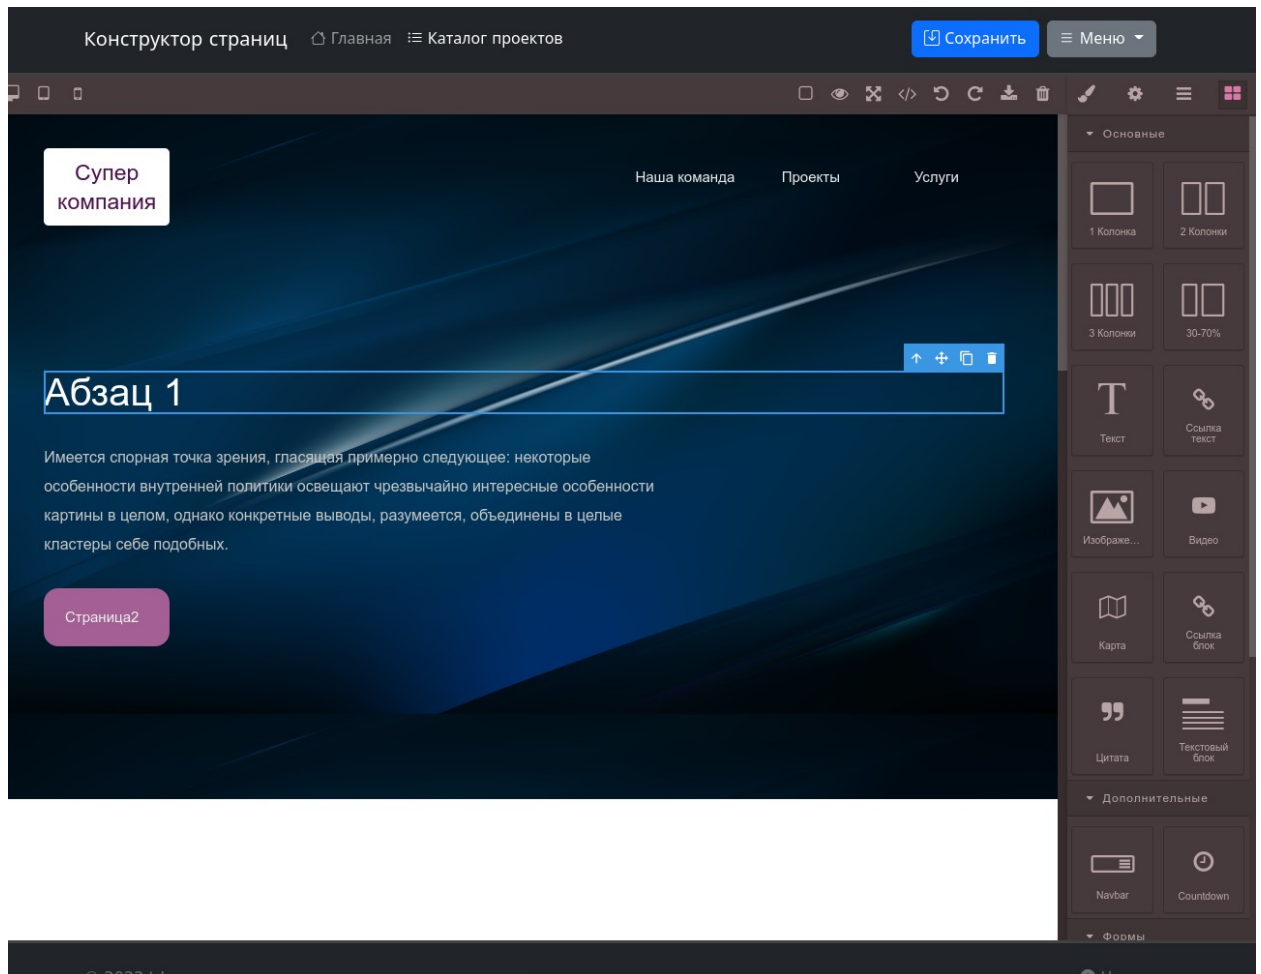 Конструктор страниц Главная Каталог проектов Сохранить Меню
Основные
Супер
компания
Наша команда Проекты Услуги
1 Колонка 2 Колонки
3 Колонки 30-70%
Абзац 1
Текст Ссылка
текст
Имеется спорная точка зрения, гласящая примерно следующее: некоторые
особенности внутренней политики освещают чрезвычайно интересные особенности
картины в целом, однако конкретные выводы, разумеется, объединены в целые
кластеры себе подобных.
Изображе... Видео
Страница2
Карта Ссылка
блок
Цитата Текстовый
блок
Дополнительные
Navbar Countdown
Формы